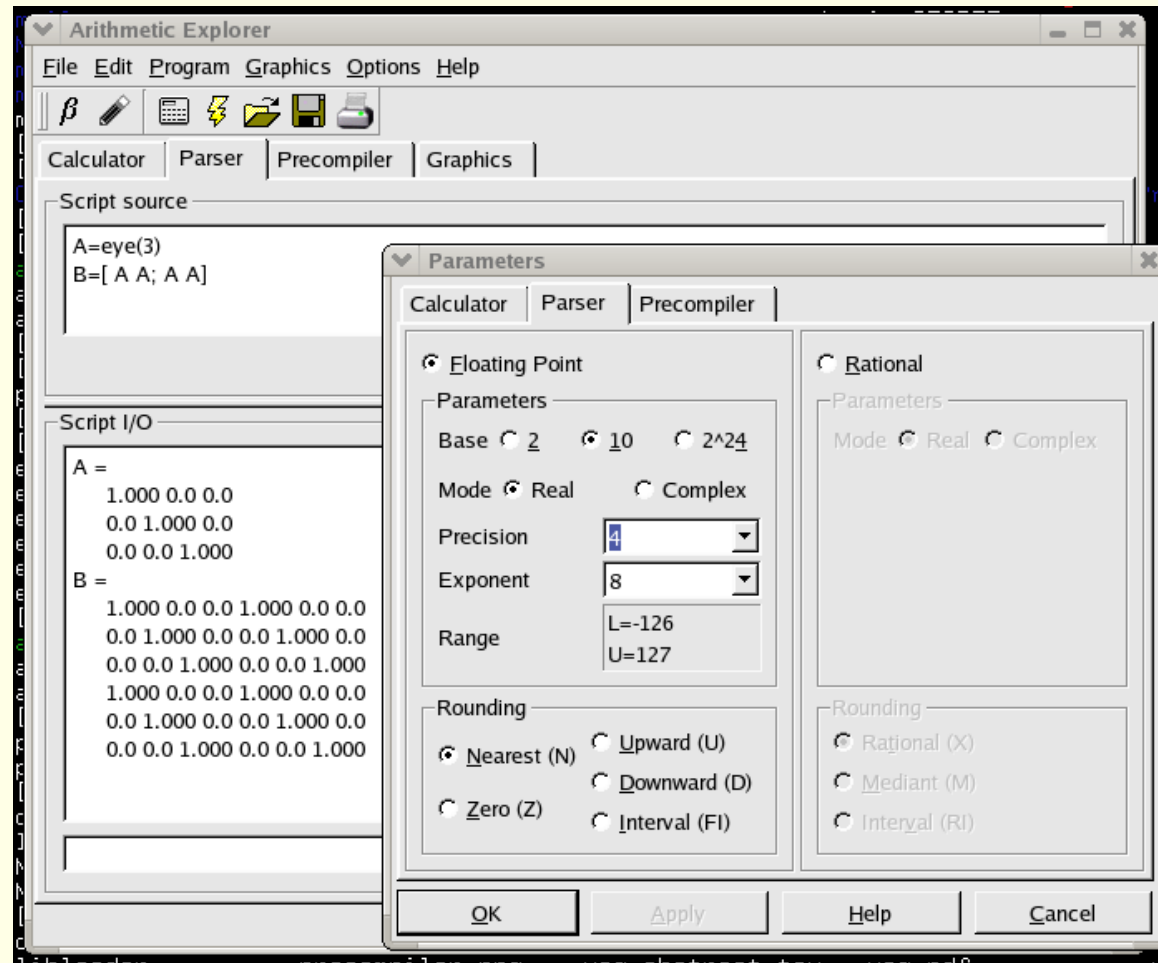 Arithmetic Explorer
File Edit Program Graphics Options Help
β
Calculator Parser Precompiler Graphics
Script source
A=eye(3)
B=[ A A; A A]
Script I/O
A =
1.000 0.0 0.0
0.0 1.000 0.0
0.0 0.0 1.000
B =
1.000 0.0 0.0 1.000 0.0 0.0
0.0 1.000 0.0 0.0 1.000 0.0
0.0 0.0 1.000 0.0 0.0 1.000
1.000 0.0 0.0 1.000 0.0 0.0
0.0 1.000 0.0 0.0 1.000 0.0
0.0 0.0 1.000 0.0 0.0 1.000
Parameters
Calculator Parser Precompiler
Floating Point
Parameters
Base 2 10 2^24
Mode Real Complex
Precision 4
Exponent 8
Range L=-126
U=127
Rounding
Nearest (N)
Zero (Z)
Upward (U)
Downward (D)
Interval (FI)
Rational
Parameters
Mode Real Complex
Rounding
Rational (X)
Mediant (M)
Interval (RI)
OK Apply Help Cancel